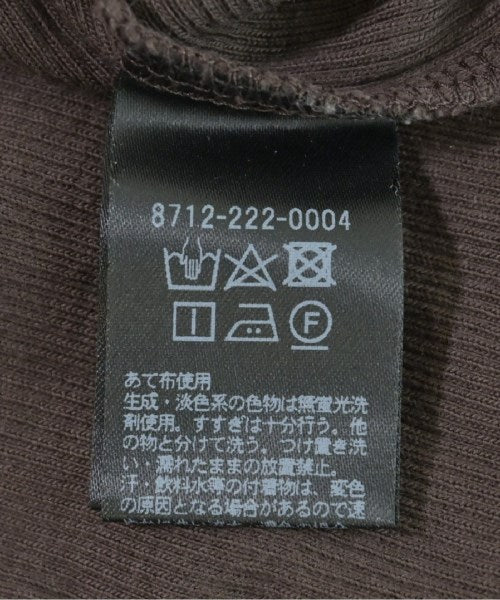 8712-222-0004
F
あて布使用
生成・淡色系の色物は無蛍光洗
剤使用。すすぎは十分行う。他
の物と分けて洗う。つけ置き洗
い・濡れたままの放置禁止。
汗・飲料水等の付着物は、変色
の原因となる場合があるので速